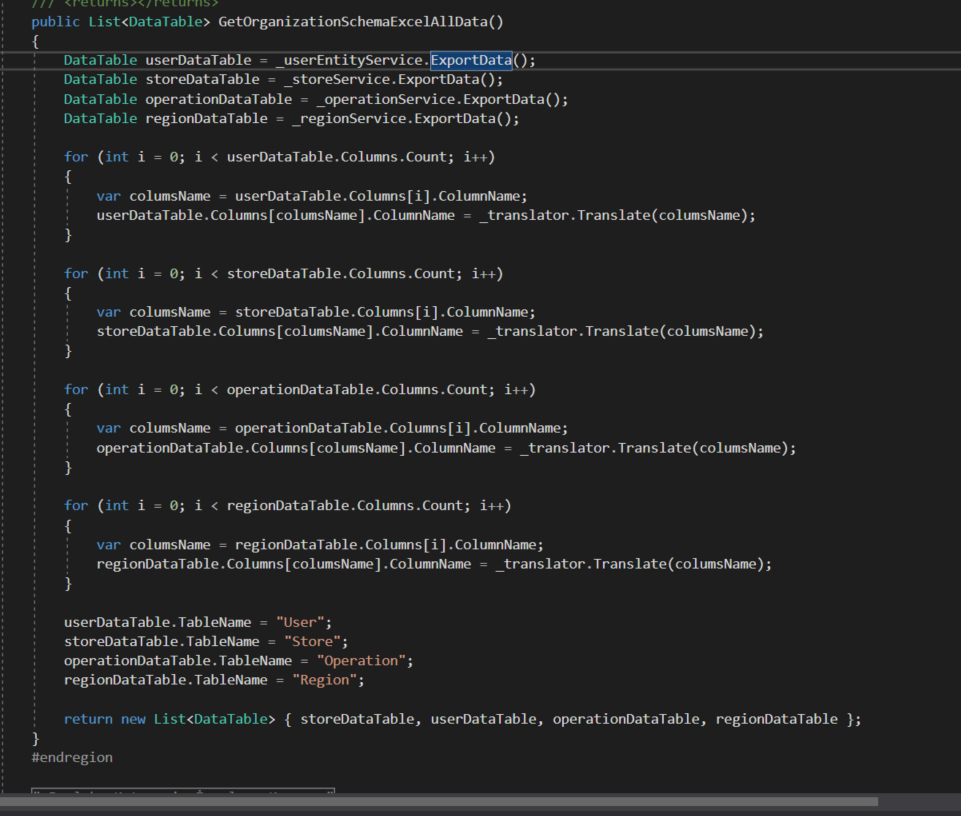 /// <returns></returns>
public List<DataTable> GetOrganizationSchemaExcelAllData()
{
DataTable userDataTable = _userEntityService.ExportData();
DataTable storeDataTable = _storeService.ExportData();
DataTable operationDataTable = _operationService.ExportData();
DataTable regionDataTable = _regionService.ExportData();
for (int i = 0; i < userDataTable.Columns.Count; i++)
{
var columsName = userDataTable.Columns[i].ColumnName;
userDataTable.Columns[columsName].ColumnName = _translator.Translate(columsName);
}
for (int i = 0; i < storeDataTable.Columns.Count; i++)
{
var columsName = storeDataTable.Columns[i].ColumnName;
storeDataTable.Columns[columsName].ColumnName = _translator.Translate(columsName);
}
for (int i = 0; i < operationDataTable.Columns.Count; i++)
{
var columsName = operationDataTable.Columns[i].ColumnName;
operationDataTable.Columns[columsName].ColumnName = _translator.Translate(columsName);
}
for (int i = 0; i < regionDataTable.Columns.Count; i++)
{
var columsName = regionDataTable.Columns[i].ColumnName;
regionDataTable.Columns[columsName].ColumnName = _translator.Translate(columsName);
}
userDataTable.TableName = "User";
storeDataTable.TableName = "Store";
operationDataTable.TableName = "Operation";
regionDataTable.TableName = "Region";
return new List<DataTable> { storeDataTable, userDataTable, operationDataTable, regionDataTable };
}
#endregion